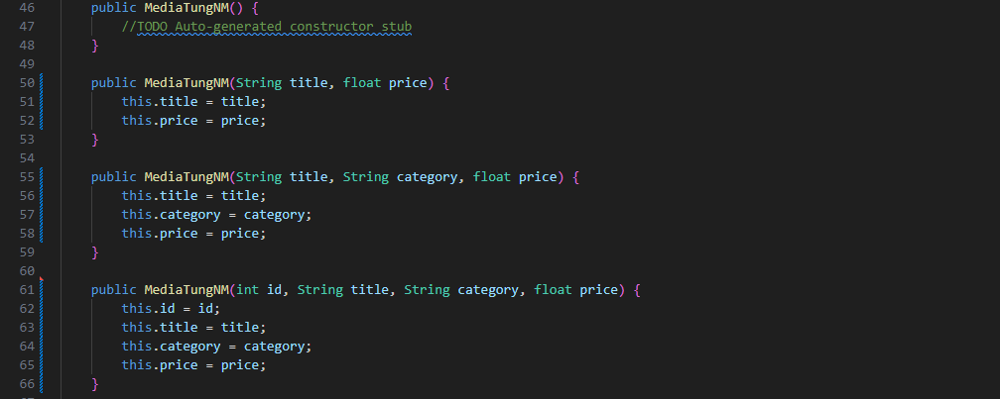 46 public MediaTungNM() {
47 //TODO Auto-generated constructor stub
48 }
49
50 public MediaTungNM(String title, float price) {
51 this.title = title;
52 this.price = price;
53 }
54
55 public MediaTungNM(String title, String category, float price) {
56 this.title = title;
57 this.category = category;
58 this.price = price;
59 }
60
61 public MediaTungNM(int id, String title, String category, float price) {
62 this.id = id;
63 this.title = title;
64 this.category = category;
65 this.price = price;
66 }